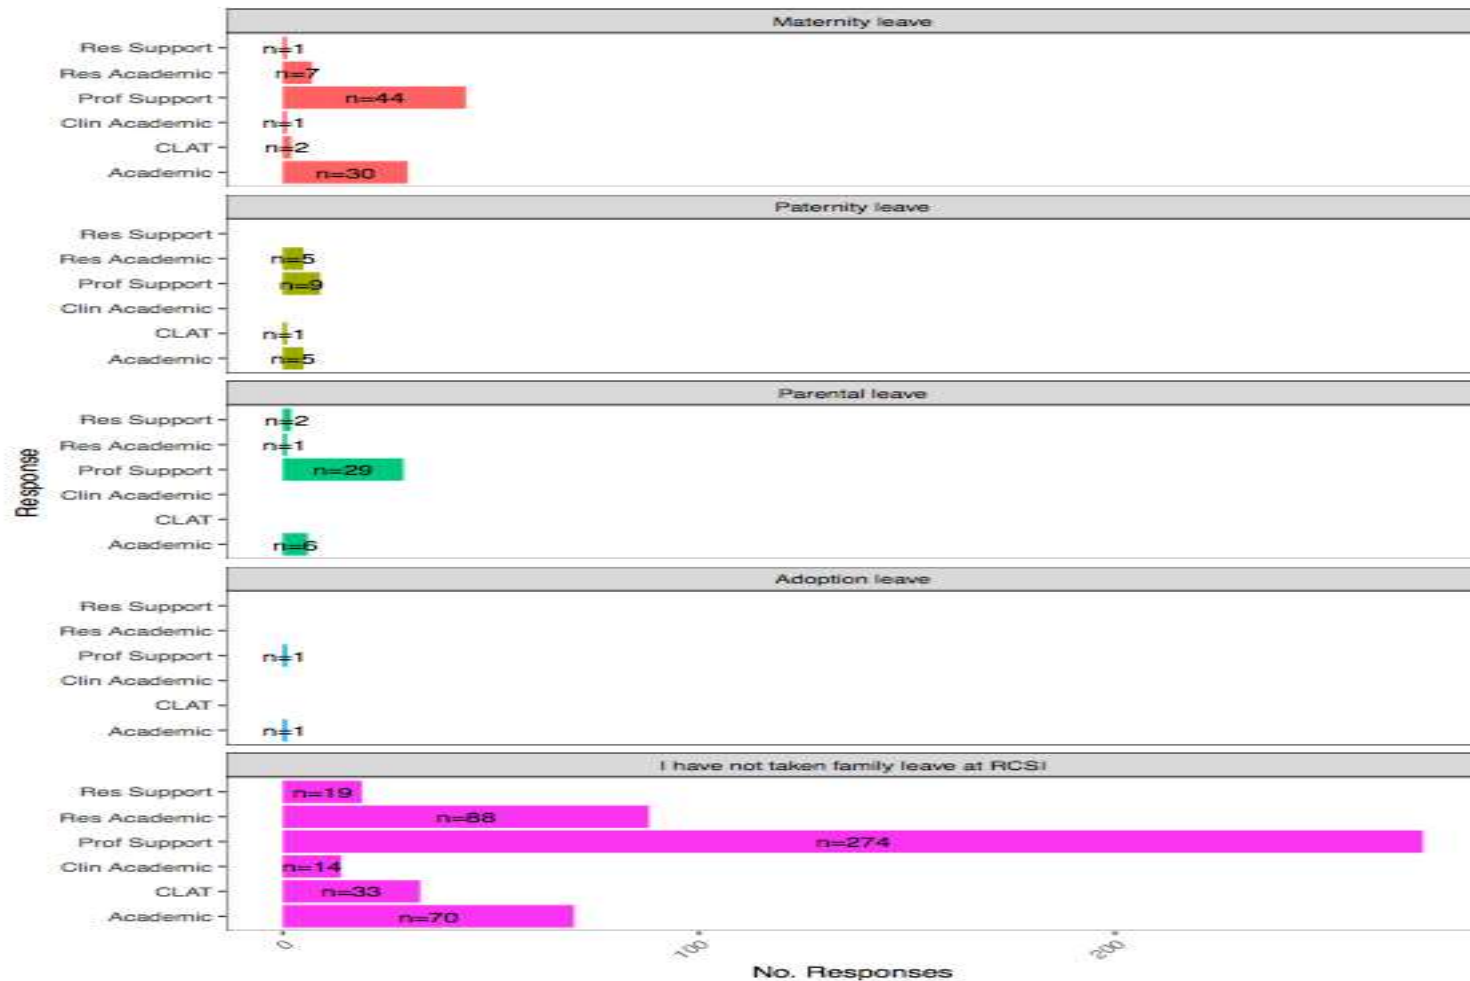 Maternity leave
Res Support n=1
Res Academic n=7
Prof Support n=44
Clin Academic n=1
CLAT n=2
Academic n=30
Paternity leave
Res Support
Res Academic n=5
Prof Support n=9
Clin Academic
CLAT n=1
Academic n=5
Parental leave
Res Support n=2
Res Academic n=1
Prof Support n=29
Clin Academic
CLAT
Academic n=6
Response
Adoption leave
Res Support
Res Academic
Prof Support n=1
Clin Academic
CLAT
Academic n=1
I have not taken family leave at RCSI
Res Support n=19
Res Academic n=88
Prof Support n=274
Clin Academic n=14
CLAT n=33
Academic n=70
0 100 200
No. Responses